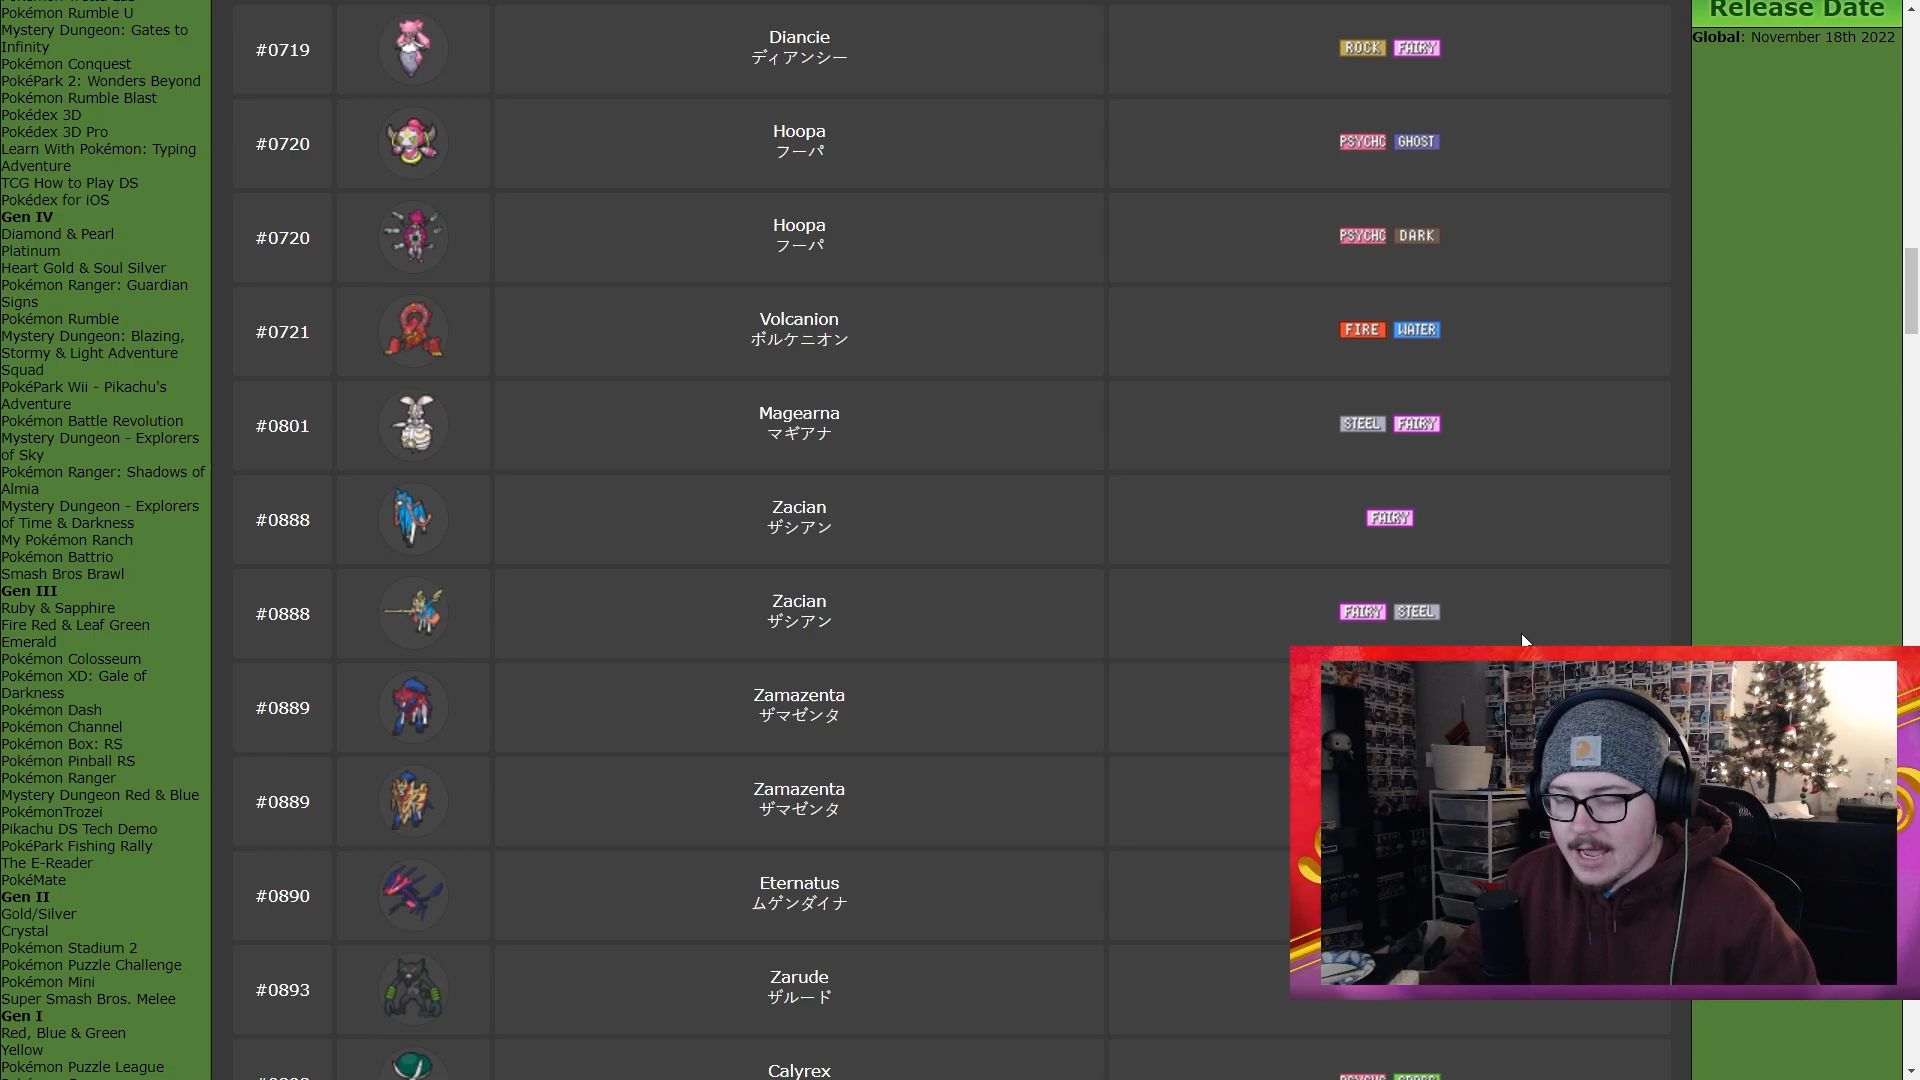 Pokémon Rumble U
Mystery Dungeon: Gates to
Infinity
Pokémon Conquest
PokéPark 2: Wonders Beyond
Pokémon Rumble Blast
Pokédex 3D
Pokédex 3D Pro
Learn With Pokémon: Typing
Adventure
TCG How to Play DS
Pokédex for iOS
Gen IV
Diamond & Pearl
Platinum
Heart Gold & Soul Silver
Pokémon Ranger: Guardian
Signs
Pokémon Rumble
Mystery Dungeon: Blazing,
Stormy & Light Adventure
Squad
PokéPark Wii - Pikachu's
Adventure
Pokémon Battle Revolution
Mystery Dungeon - Explorers
of Sky
Pokémon Ranger: Shadows of
Almia
Mystery Dungeon - Explorers
of Time & Darkness
My Pokémon Ranch
Pokémon Battrio
Smash Bros Brawl
Gen III
Ruby & Sapphire
Fire Red & Leaf Green
Emerald
Pokémon Colosseum
Pokémon XD: Gale of
Darkness
Pokémon Dash
Pokémon Channel
Pokémon Box: RS
Pokémon Pinball RS
Pokémon Ranger
Mystery Dungeon Red & Blue
PokémonTrozei
Pikachu DS Tech Demo
PokéPark Fishing Rally
The E-Reader
PokéMate
Gen II
Gold/Silver
Crystal
Pokémon Stadium 2
Pokémon Puzzle Challenge
Pokémon Mini
Super Smash Bros. Melee
Gen I
Red, Blue & Green
Yellow
Pokémon Puzzle League
#0719
Diancie
ディアンシー
ROCK FAIRY
#0720
Hoopa
フーパ
PSYCHC GHOST
#0720
Hoopa
フーパ
PSYCHC DARK
#0721
Volcanion
ボルケニオン
FIRE WATER
#0801
Magearna
マギアナ
STEEL FAIRY
#0888
Zacian
ザシアン
FAIRY
#0888
Zacian
ザシアン
FAIRY STEEL
#0889
Zamazenta
ザマゼンタ
#0889
Zamazenta
ザマゼンタ
#0890
Eternatus
ムゲンダイナ
#0893
Zarude
ザルード
Calyrex
Release Date
Global: November 18th 2022